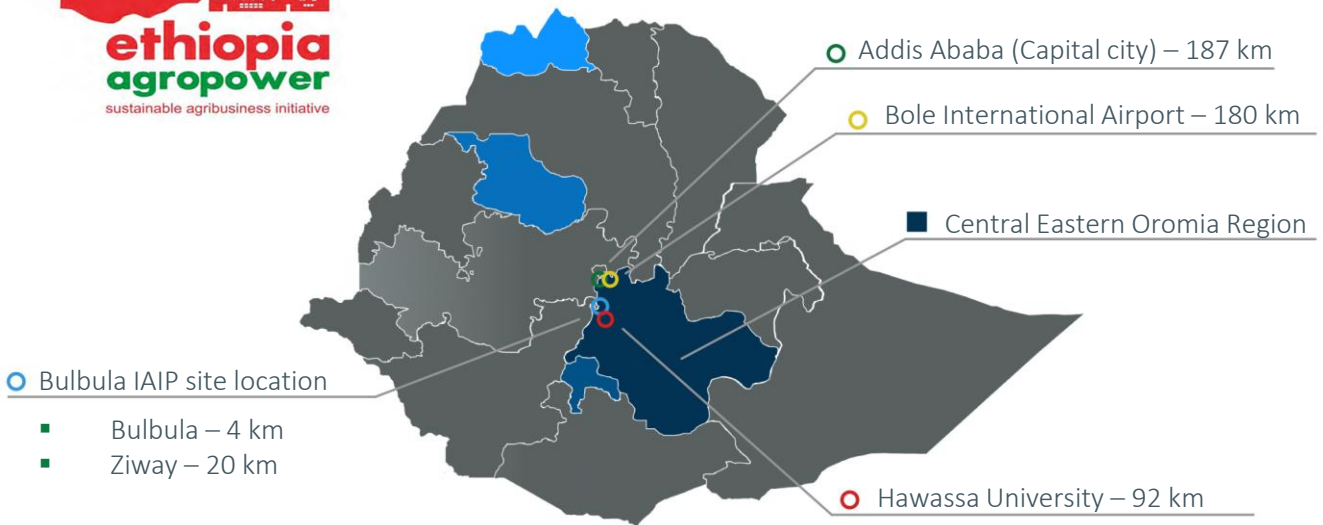 ethiopia
agropower
sustainable agribusiness initiative
Addis Ababa (Capital city) – 187 km
Bole International Airport – 180 km
Central Eastern Oromia Region
Bulbula IAIP site location
Bulbula – 4 km
Ziway – 20 km
Hawassa University – 92 km